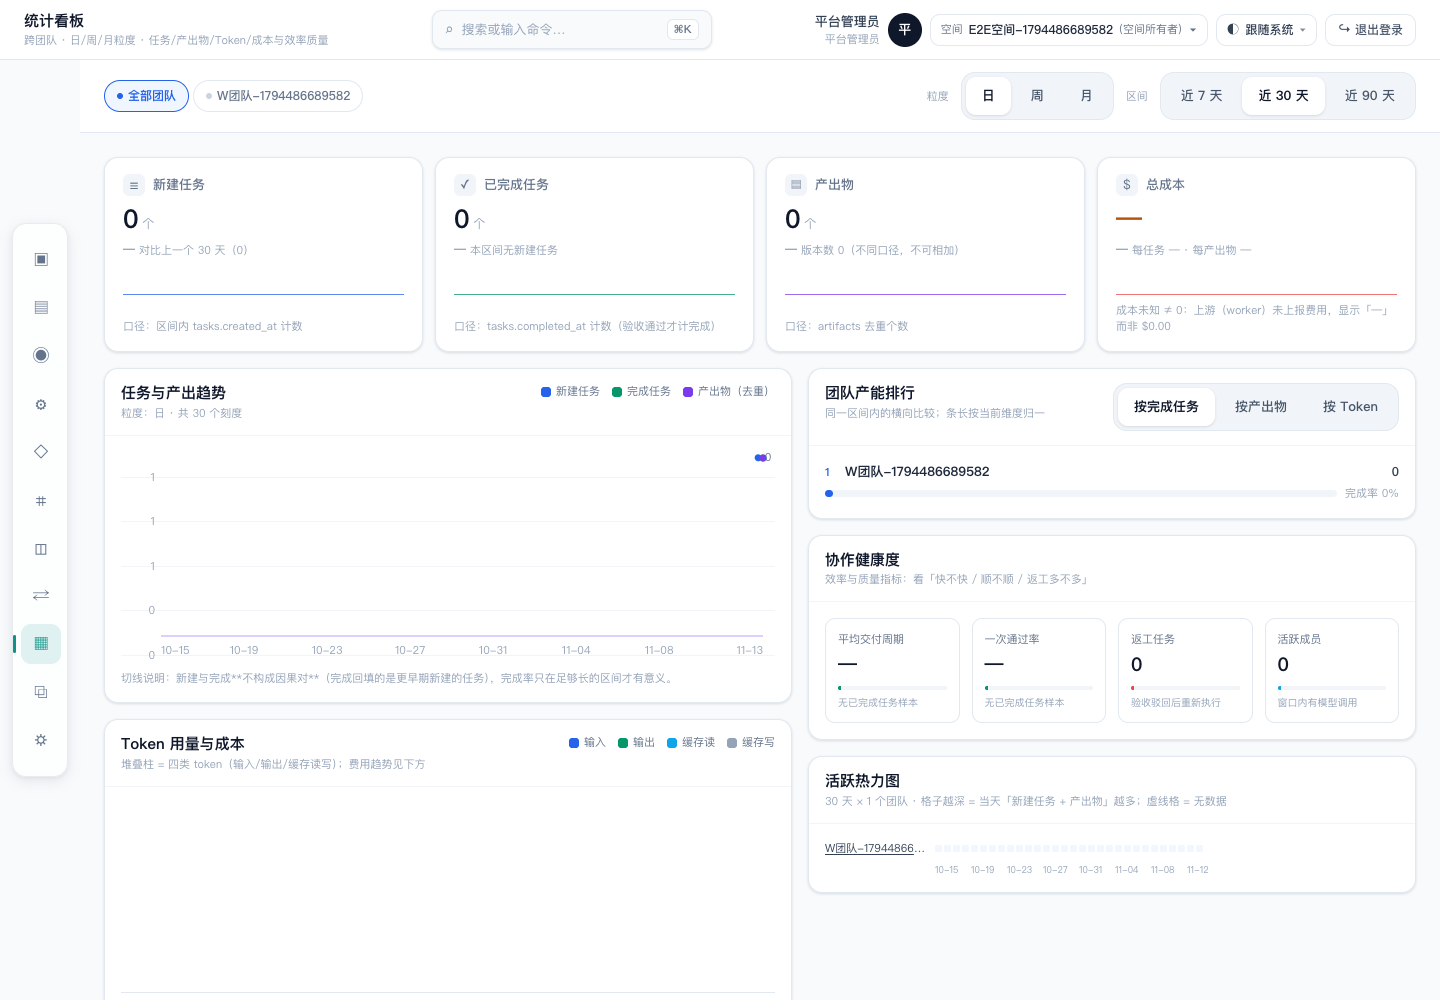 统计看板
跨团队 · 日/周/月粒度 · 任务/产出物/Token/成本与效率质量
搜索或输入命令… ⌘K
平台管理员
平台管理员
平
空间 E2E空间-1794486689582 (空间所有者)
跟随系统
退出登录
全部团队 W团队-1794486689582
粒度 日 周 月 区间 近 7 天 近 30 天 近 90 天
新建任务
0 个
— 对比上一个 30 天（0）
口径：区间内 tasks.created_at 计数
已完成任务
0 个
— 本区间无新建任务
口径：tasks.completed_at 计数（验收通过才计完成）
产出物
0 个
— 版本数 0（不同口径，不可相加）
口径：artifacts 去重个数
$ 总成本
—
— 每任务 — · 每产出物 —
成本未知 ≠ 0：上游（worker）未上报费用，显示「—」
而非 $0.00
任务与产出趋势
粒度：日 · 共 30 个刻度
新建任务 完成任务 产出物（去重）
0
1
1
1
0
0
10-15 10-19 10-23 10-27 10-31 11-04 11-08 11-13
切线说明：新建与完成**不构成因果对**（完成回填的是更早期新建的任务），完成率只在足够长的区间才有意义。
Token 用量与成本
堆叠柱 = 四类 token（输入/输出/缓存读写）；费用趋势见下方
输入 输出 缓存读 缓存写
团队产能排行
同一区间内的横向比较；条长按当前维度归一
按完成任务 按产出物 按 Token
1 W团队-1794486689582 0
完成率 0%
协作健康度
效率与质量指标：看「快不快 / 顺不顺 / 返工多不多」
平均交付周期
—
无已完成任务样本
一次通过率
—
无已完成任务样本
返工任务
0
验收驳回后重新执行
活跃成员
0
窗口内有模型调用
活跃热力图
30 天 × 1 个团队 · 格子越深 = 当天「新建任务 + 产出物」越多；虚线格 = 无数据
W团队-17944866…
10-15 10-19 10-23 10-27 10-31 11-04 11-08 11-12